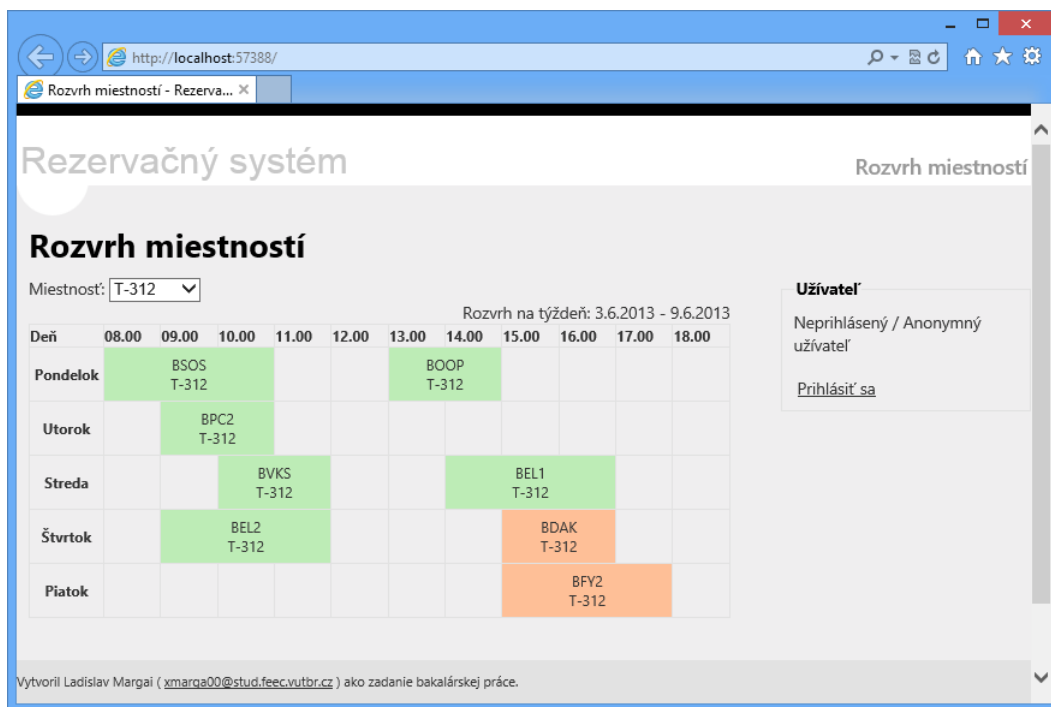 http://localhost:57388/
Rozvrh miestností - Rezerva...
Rezervačný systém
Rozvrh miestností
Rozvrh miestností
Miestnosť: T-312
Rozvrh na týždeň: 3.6.2013 - 9.6.2013
Deň 08.00 09.00 10.00 11.00 12.00 13.00 14.00 15.00 16.00 17.00 18.00
Pondelok
BSOS
T-312
BOOP
T-312
Utorok
BPC2
T-312
Streda
BVKS
T-312
BEL1
T-312
Štvrtok
BEL2
T-312
BDAK
T-312
Piatok
BFY2
T-312
Užívateľ
Neprihlásený / Anonymný
užívateľ
Prihlásiť sa
Vytvoril Ladislav Margai ( xmarga00@stud.feec.vutbr.cz ) ako zadanie bakalárskej práce.